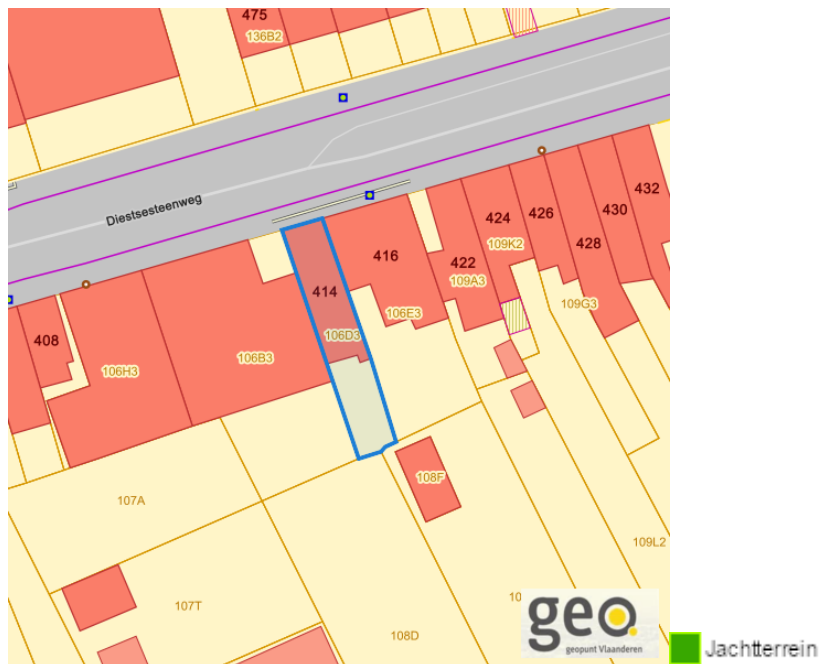 475
136B2
Diestsesteenweg
432
430
426
424
428
416
422
109K2
109A3
414
109G3
106E3
106D3
408
106B3
106H3
108F
107A
109L2
107T
108D
geo.
geopunt Vlaanderen
Jachtterrein